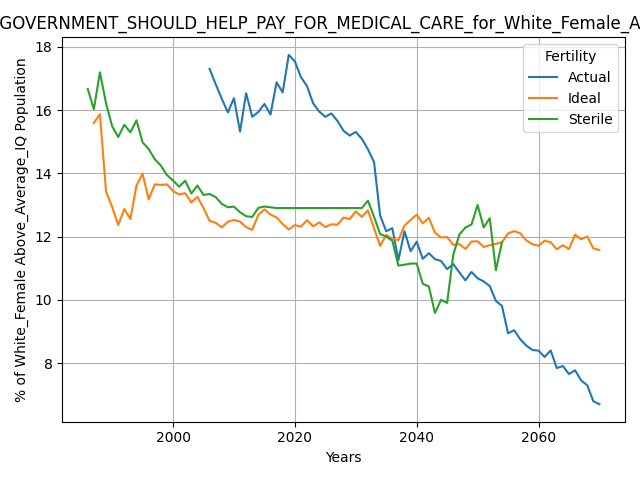 GOVERNMENT_SHOULD_HELP_PAY_FOR_MEDICAL_CARE_for_White_Female_A
Fertility
Actual
Ideal
Sterile
% of White_Female Above_Average_IQ Population
18
16
14
12
10
8
2000 2020 2040 2060
Years